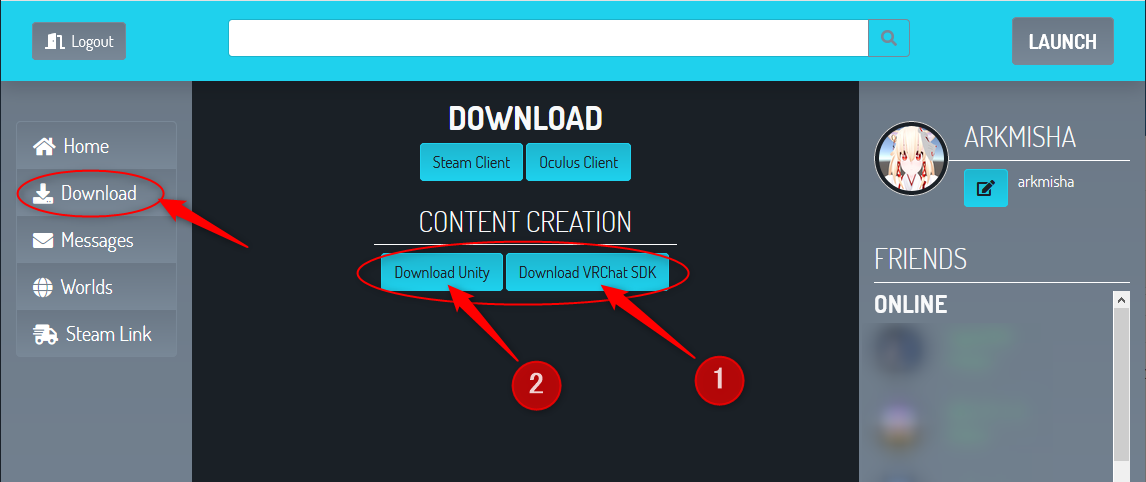 Logout
LAUNCH
Home
Download
Messages
Worlds
Steam Link
DOWNLOAD
Steam Client Oculus Client
CONTENT CREATION
Download Unity Download VRChat SDK
2 1
ARKMISHA
arkmisha
FRIENDS
ONLINE